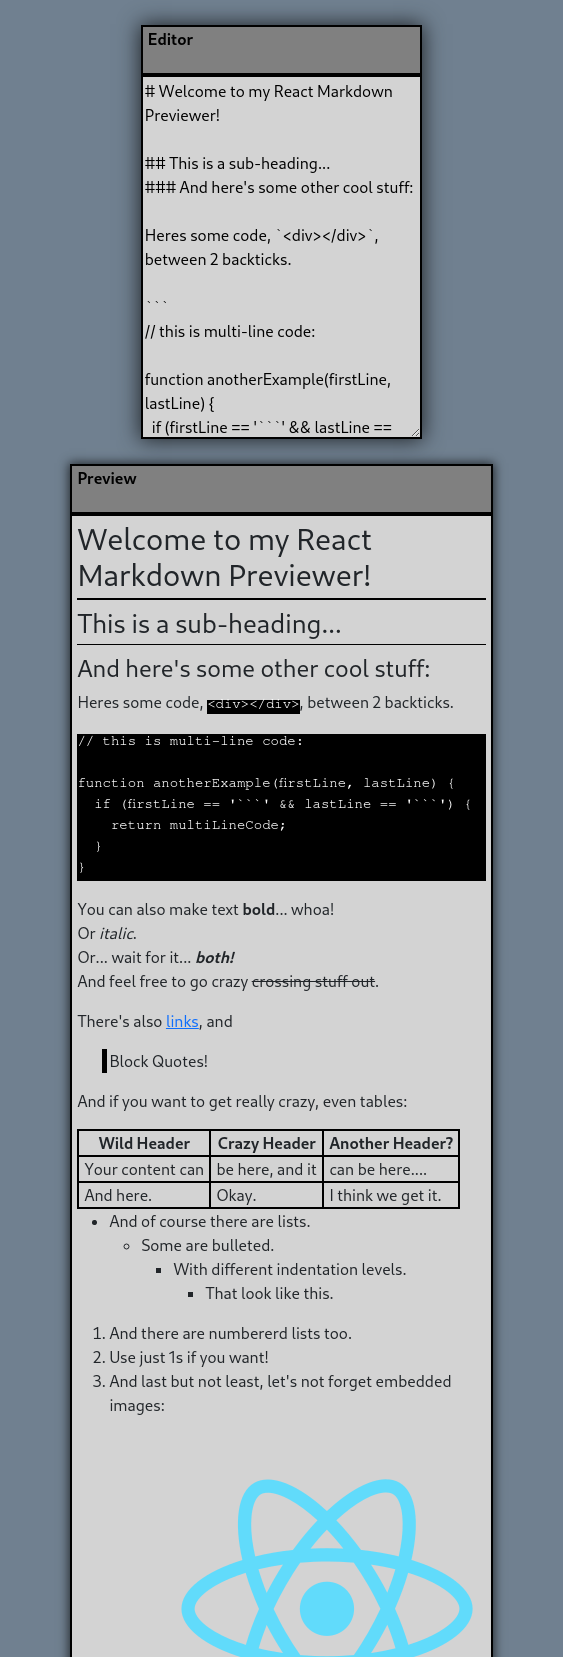 Editor
# Welcome to my React Markdown
Previewer!
## This is a sub-heading...
### And here's some other cool stuff:
Heres some code, `<div></div>`,
between 2 backticks.
```
// this is multi-line code:
function anotherExample(firstLine,
lastLine) {
  if (firstLine == '```' && lastLine ==
Preview
Welcome to my React
Markdown Previewer!
This is a sub-heading...
And here's some other cool stuff:
Heres some code, <div></div>, between 2 backticks.
// this is multi-line code:
function anotherExample(firstLine, lastLine) {
  if (firstLine == '```' && lastLine == '```') {
    return multiLineCode;
  }
}
You can also make text bold... whoa!
Or italic.
Or... wait for it... both!
And feel free to go crazy crossing stuff out.
There's also links, and
Block Quotes!
And if you want to get really crazy, even tables:
Wild Header Crazy Header Another Header?
Your content can be here, and it can be here....
And here. Okay. I think we get it.
• And of course there are lists.
◦ Some are bulleted.
▪ With different indentation levels.
▪ That look like this.
1. And there are numbererd lists too.
2. Use just 1s if you want!
3. And last but not least, let's not forget embedded
images: